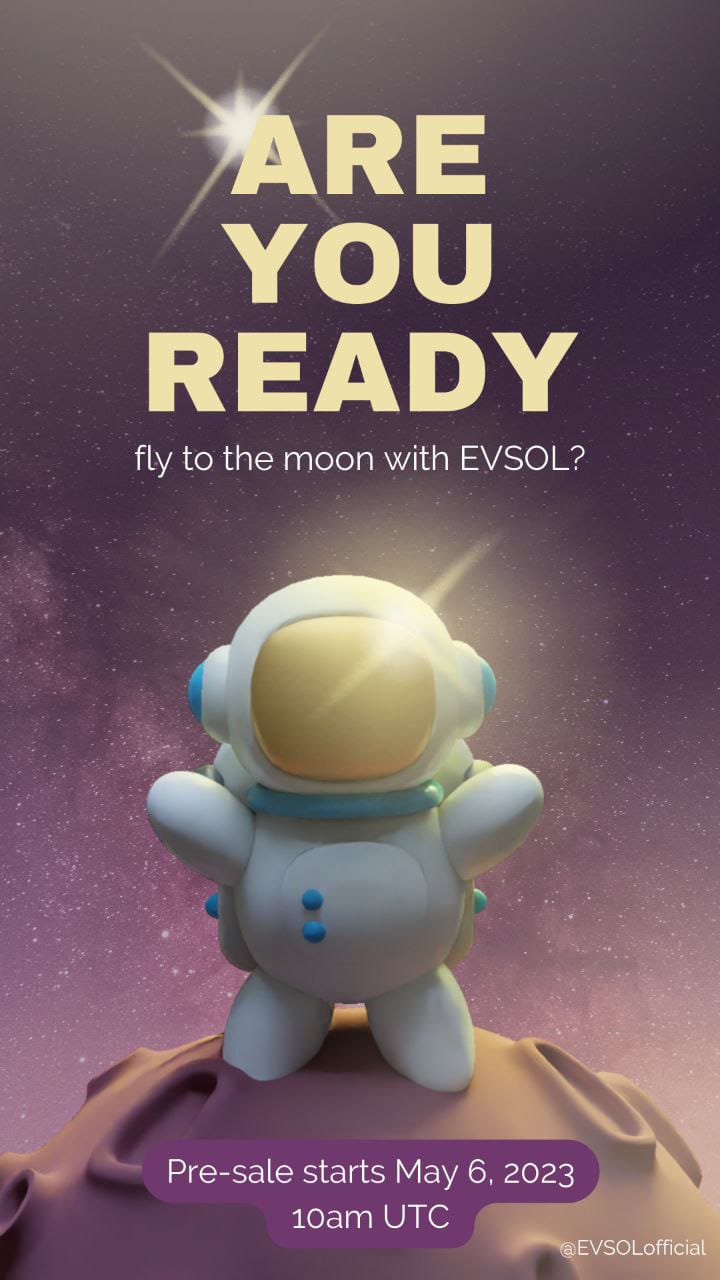 ARE
YOU
READY
fly to the moon with EVSOL?
Pre-sale starts May 6, 2023
10am UTC
@EVSOLofficial